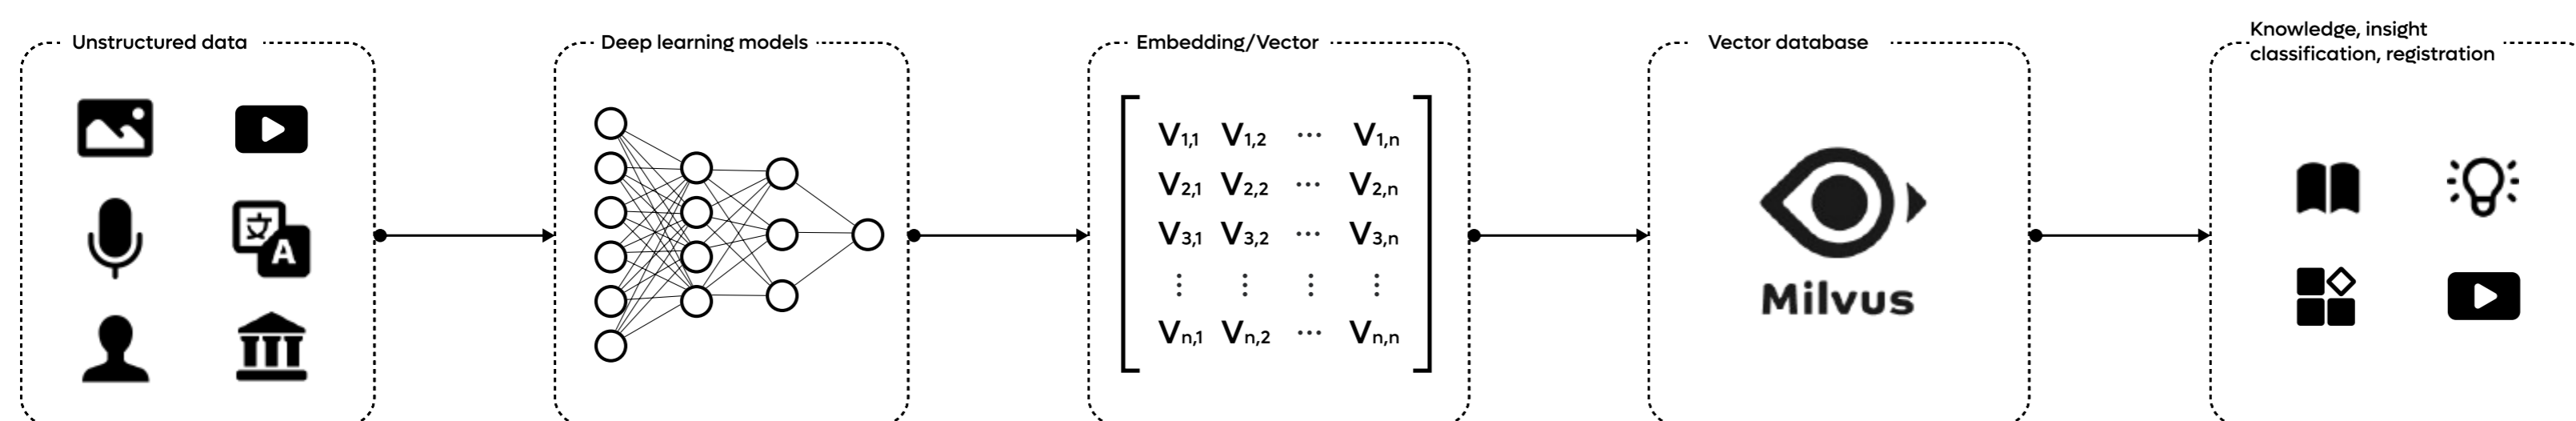 Unstructured data
Deep learning models
Embedding/Vector
Vector database
Knowledge, insight
classification, registration
文 A
V1,1 V1,2 ... V1,n
V2,1 V2,2 ... V2,n
V3,1 V3,2 ... V3,n
⋮ ⋮ ⋮ ⋮
Vn,1 Vn,2 ... Vn,n
Milvus